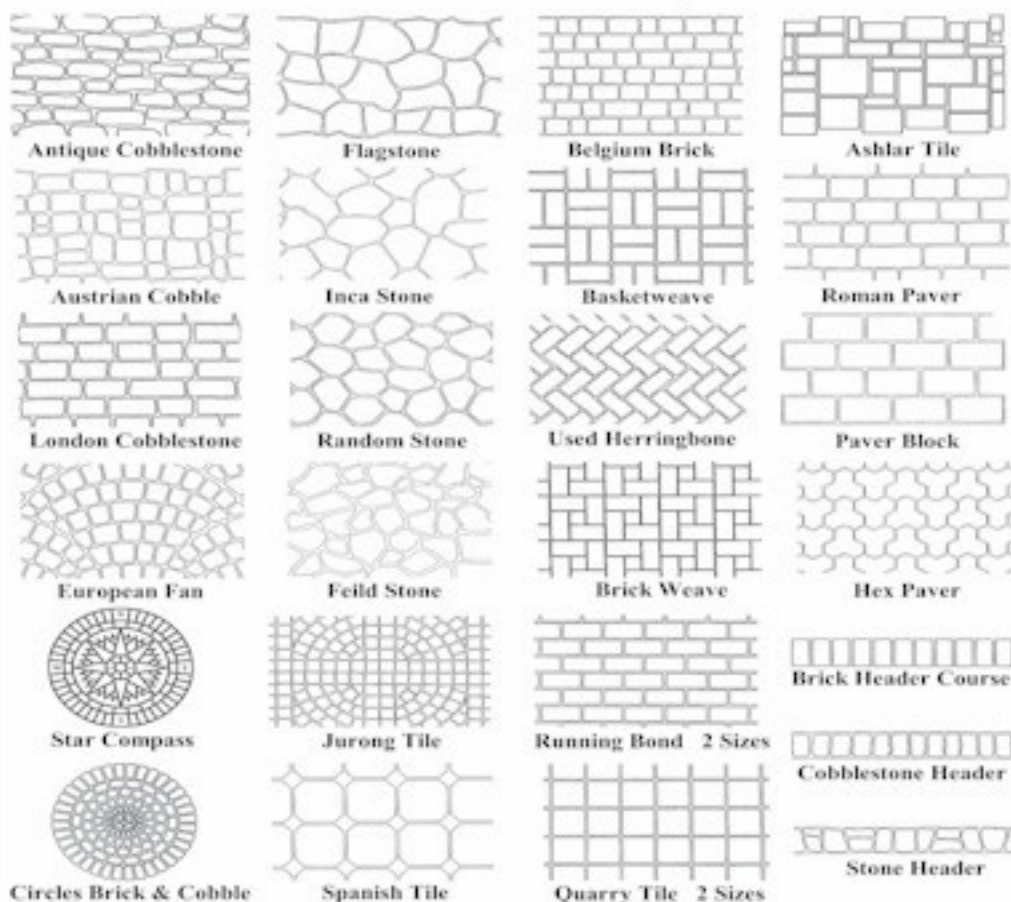 Antique Cobblestone
Flagstone
Belgium Brick
Ashlar Tile
Austrian Cobble
Inca Stone
Basketweave
Roman Paver
London Cobblestone
Random Stone
Used Herringbone
Paver Block
European Fan
Feild Stone
Brick Weave
Hex Paver
Star Compass
Jurong Tile
Running Bond 2 Sizes
Brick Header Course
Cobblestone Header
Circles Brick & Cobble
Spanish Tile
Quarry Tile 2 Sizes
Stone Header